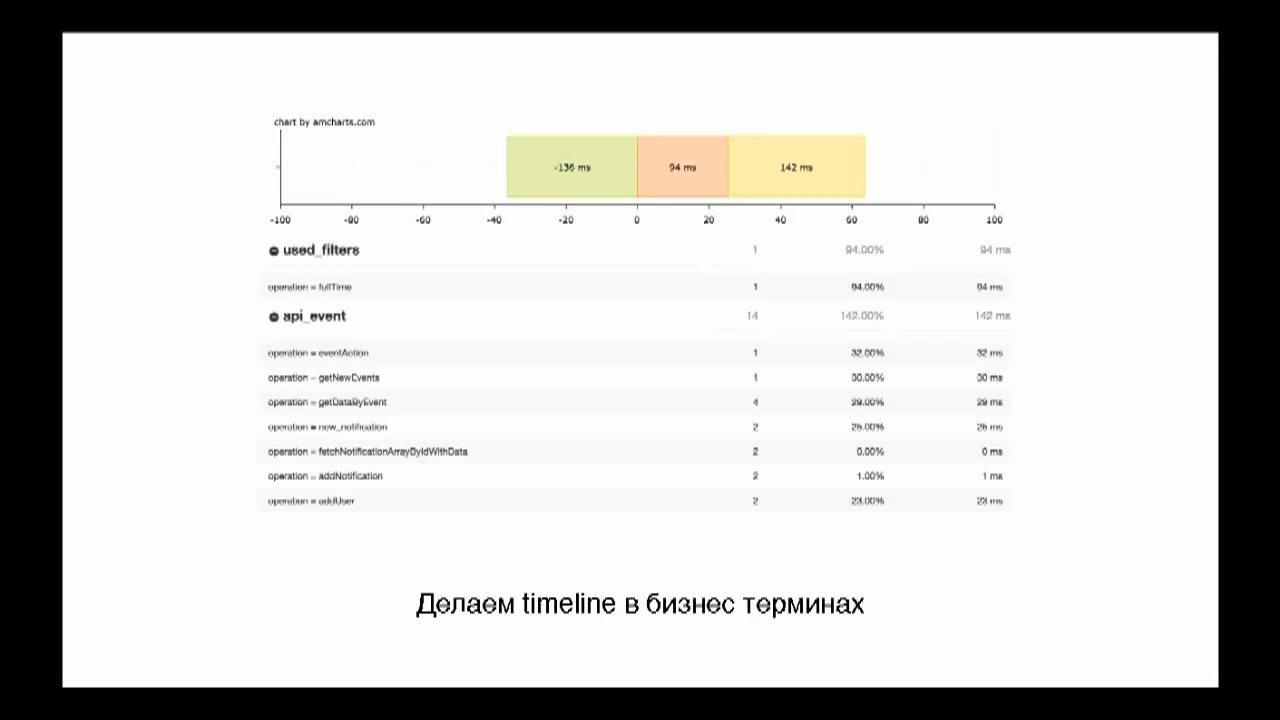 chart by amcharts.com
-136 ms 94 ms 142 ms
-100 -80 -60 -40 -20 0 20 40 60 80 100
used_filters 1 94.00% 94 ms
operation = fullTime 1 94.00% 94 ms
api_event 14 142.00% 142 ms
operation = eventAction 1 32.00% 32 ms
operation = getNewEvents 1 30.00% 30 ms
operation = getDataByEvent 4 29.00% 29 ms
operation = new_notification 2 ms
operation = fetchNotificationArrayByIdWithData 2 0.00% 0 ms
operation = addNotification 2 1.00% 1 ms
operation = addUser 2 23.00% 23 ms
Делаем timeline в бизнес терминах